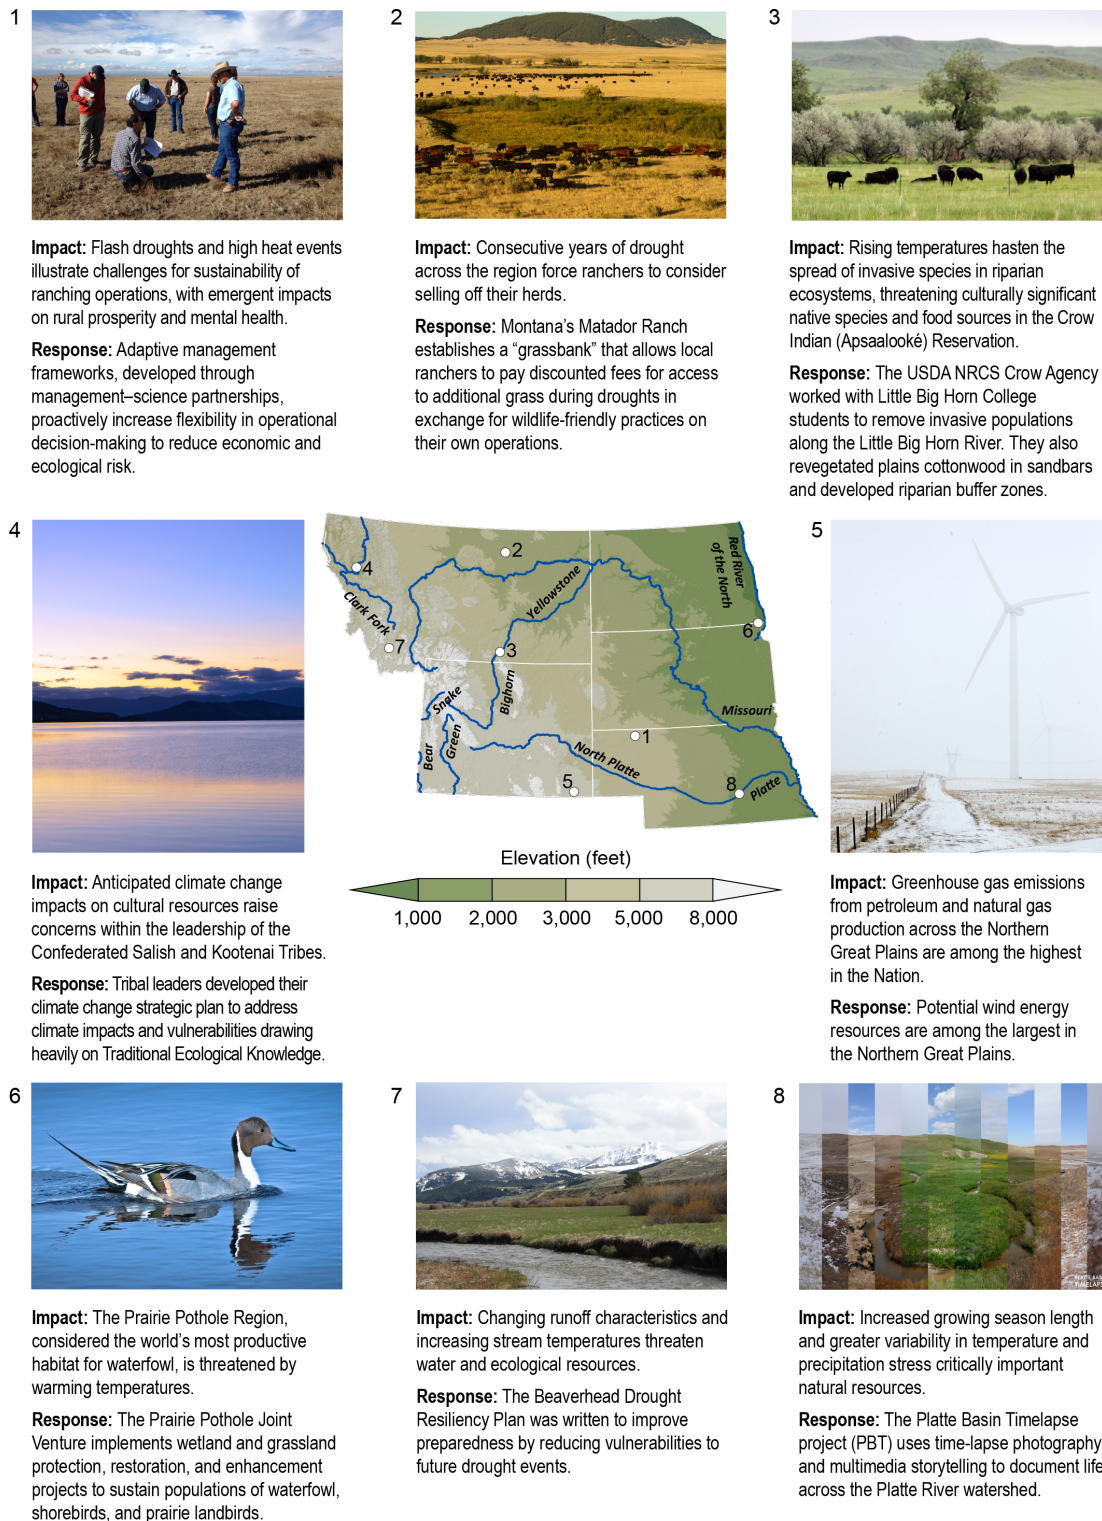 1
2
3
Impact: Flash droughts and high heat events
illustrate challenges for sustainability of
ranching operations, with emergent impacts
on rural prosperity and mental health.
Response: Adaptive management
frameworks, developed through
management–science partnerships,
proactively increase flexibility in operational
decision-making to reduce economic and
ecological risk.
Impact: Consecutive years of drought
across the region force ranchers to consider
selling off their herds.
Response: Montana’s Matador Ranch
establishes a “grassbank” that allows local
ranchers to pay discounted fees for access
to additional grass during droughts in
exchange for wildlife-friendly practices on
their own operations.
Impact: Rising temperatures hasten the
spread of invasive species in riparian
ecosystems, threatening culturally significant
native species and food sources in the Crow
Indian (Apsaalooké) Reservation.
Response: The USDA NRCS Crow Agency
worked with Little Big Horn College
students to remove invasive populations
along the Little Big Horn River. They also
revegetated plains cottonwood in sandbars
and developed riparian buffer zones.
4
5
2
4
Clark Fork
7
Yellowstone
3
Bighorn
Snake
Bear
Green
Red River
of the North
6
Missouri
1
North Platte
5
8
Platte
Elevation (feet)
1,000 2,000 3,000 5,000 8,000
Impact: Anticipated climate change
impacts on cultural resources raise
concerns within the leadership of the
Confederated Salish and Kootenai Tribes.
Response: Tribal leaders developed their
climate change strategic plan to address
climate impacts and vulnerabilities drawing
heavily on Traditional Ecological Knowledge.
Impact: Greenhouse gas emissions
from petroleum and natural gas
production across the Northern
Great Plains are among the highest
in the Nation.
Response: Potential wind energy
resources are among the largest in
the Northern Great Plains.
6
7
8
TIMELAPS
Impact: The Prairie Pothole Region,
considered the world’s most productive
habitat for waterfowl, is threatened by
warming temperatures.
Response: The Prairie Pothole Joint
Venture implements wetland and grassland
protection, restoration, and enhancement
projects to sustain populations of waterfowl,
shorebirds, and prairie landbirds.
Impact: Changing runoff characteristics and
increasing stream temperatures threaten
water and ecological resources.
Response: The Beaverhead Drought
Resiliency Plan was written to improve
preparedness by reducing vulnerabilities to
future drought events.
Impact: Increased growing season length
and greater variability in temperature and
precipitation stress critically important
natural resources.
Response: The Platte Basin Timelapse
project (PBT) uses time-lapse photography
and multimedia storytelling to document life
across the Platte River watershed.